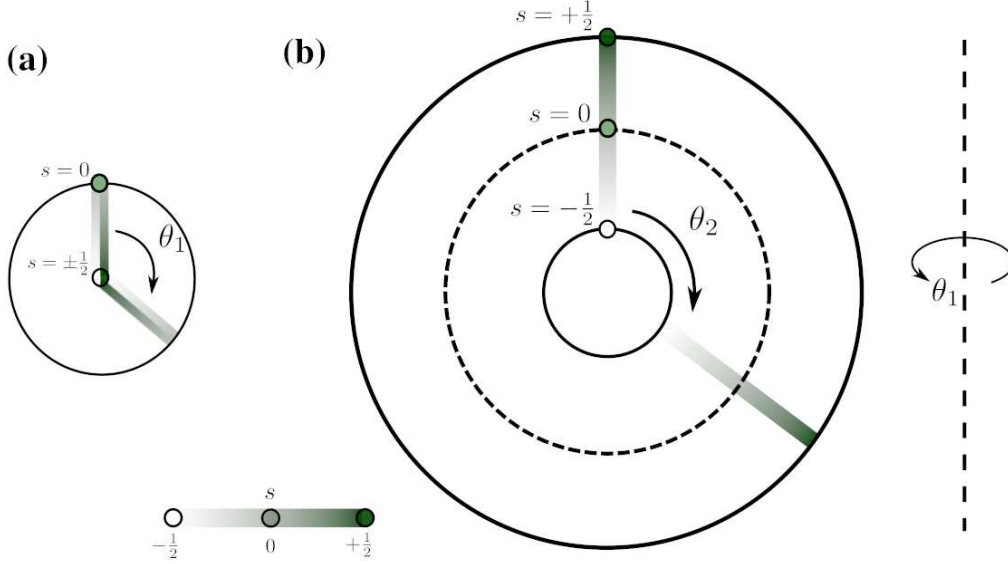 (a)
s = 0
s = ±1/2
θ₁
(b)
s = +1/2
s = 0
s = −1/2
θ₂
θ₁
s
−1/2
0
+1/2